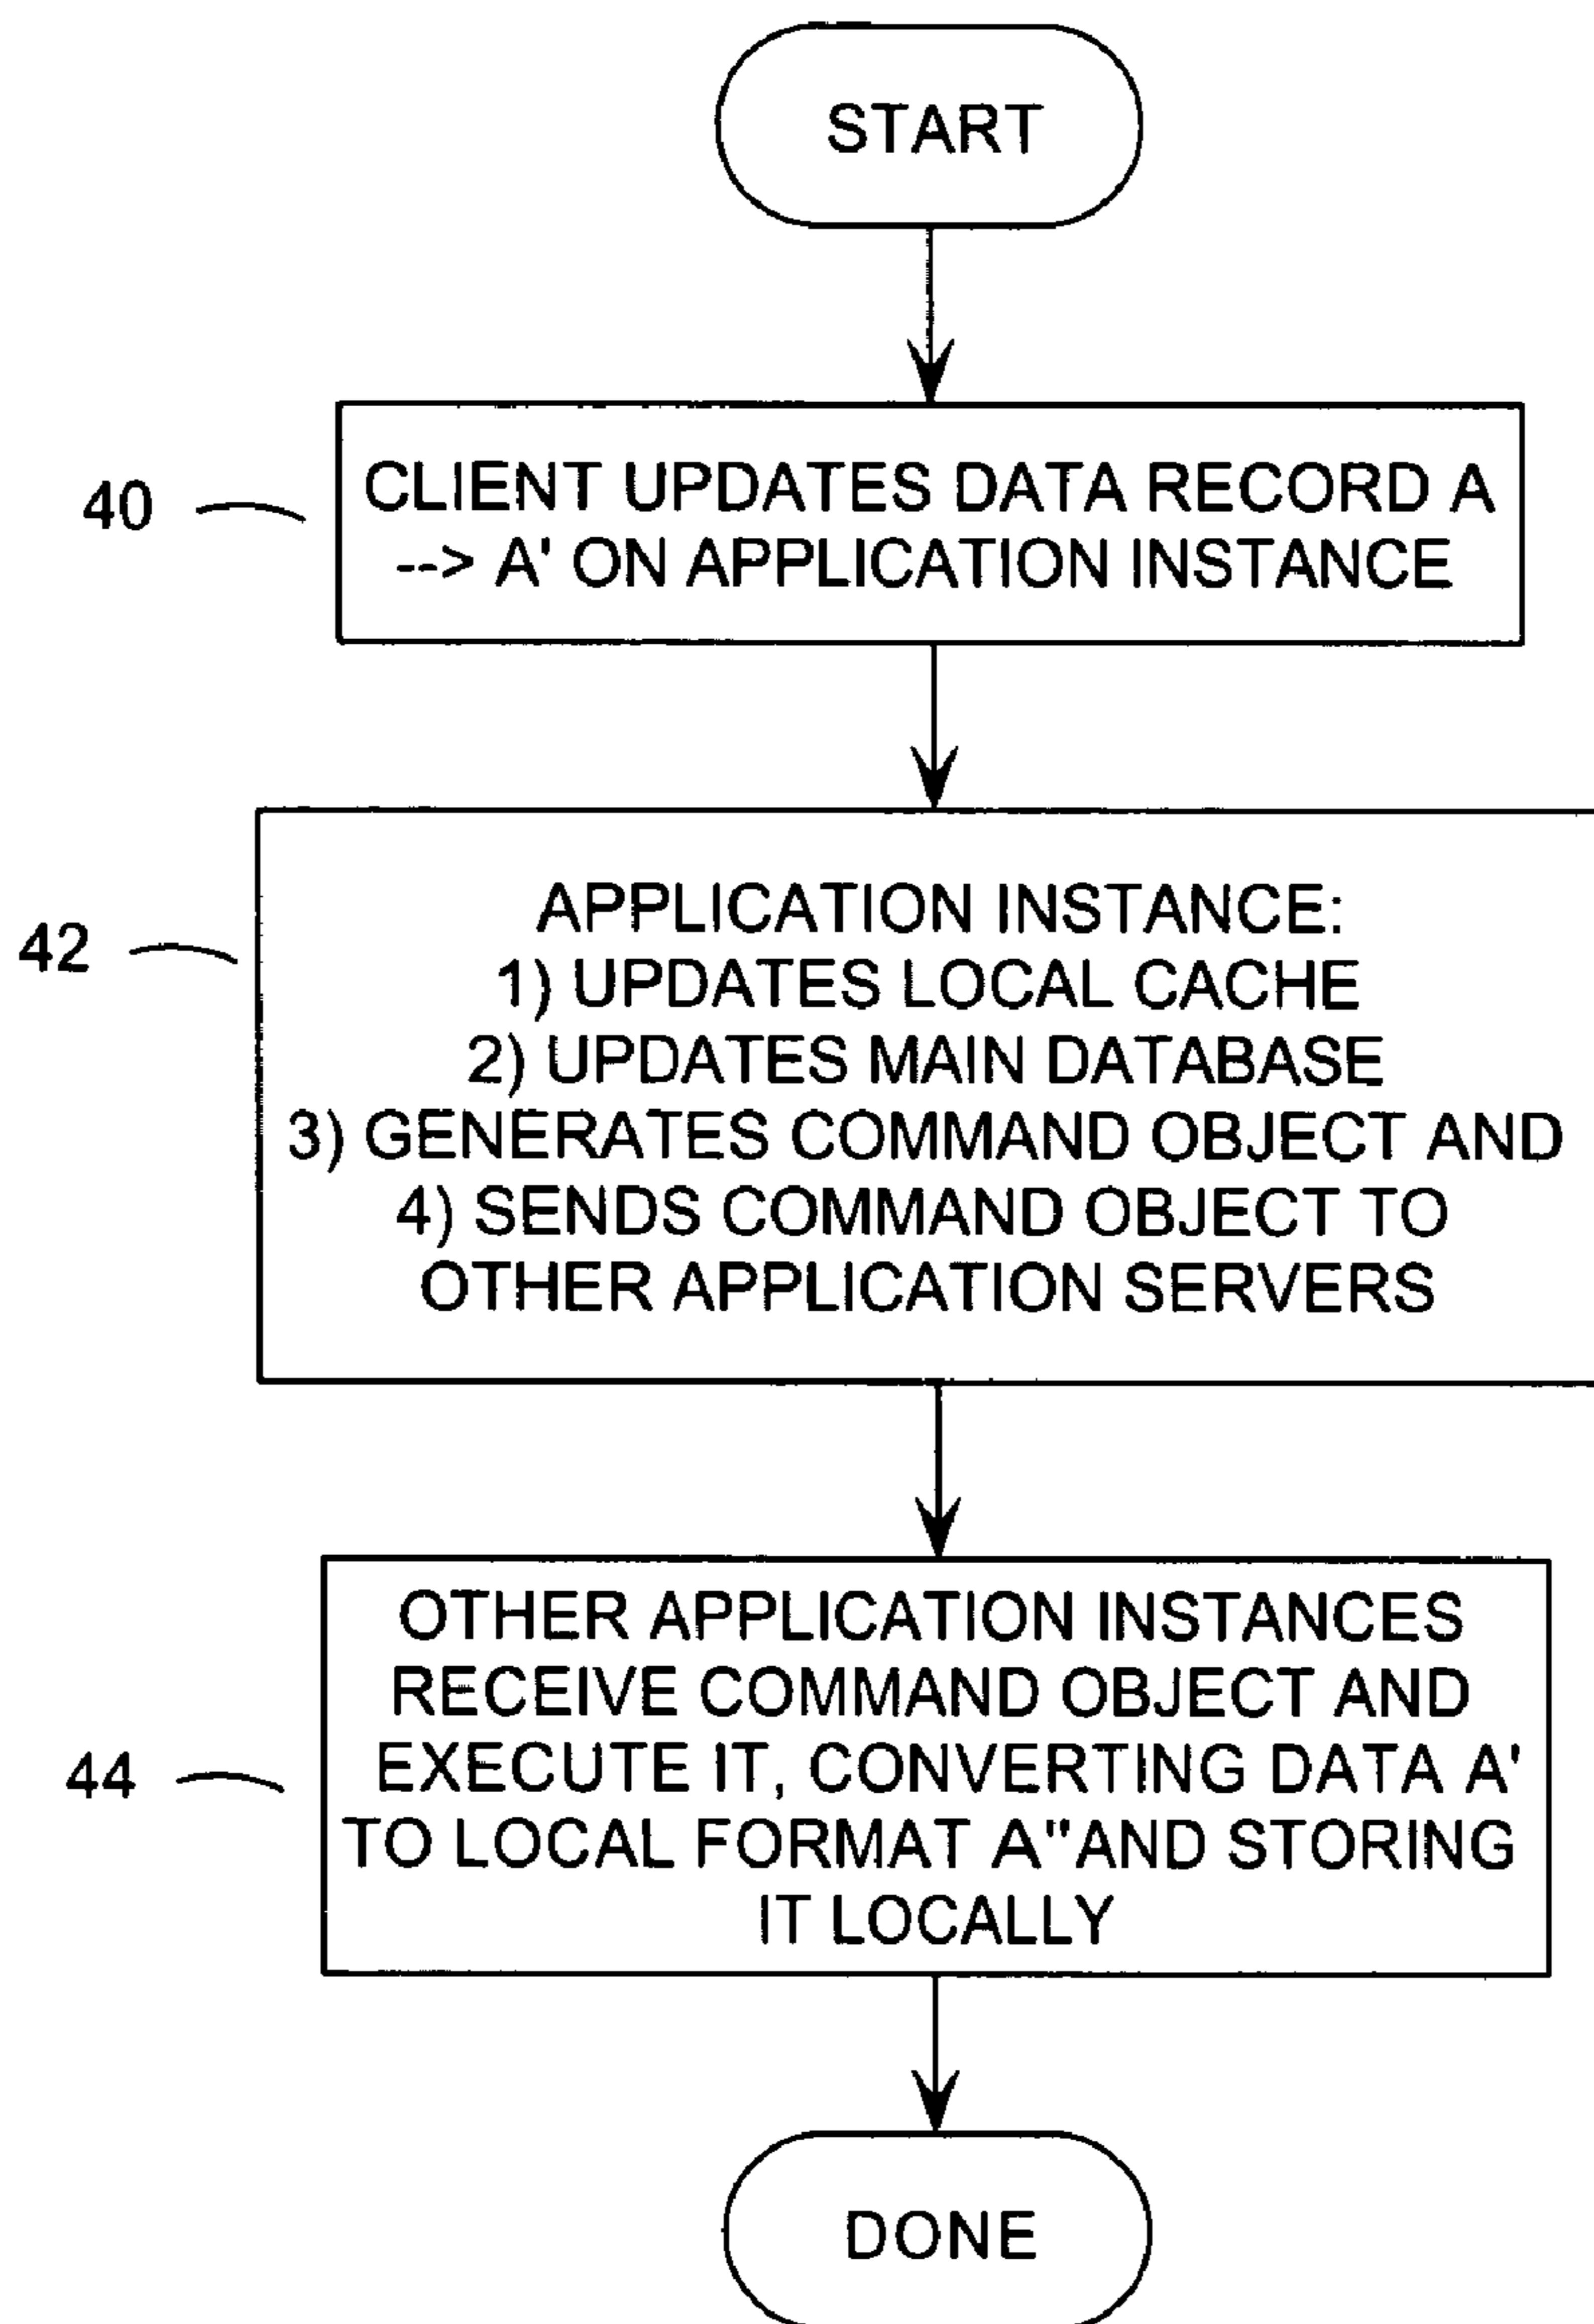 START
40
CLIENT UPDATES DATA RECORD A
--> A' ON APPLICATION INSTANCE
42
APPLICATION INSTANCE:
1) UPDATES LOCAL CACHE
2) UPDATES MAIN DATABASE
3) GENERATES COMMAND OBJECT AND
4) SENDS COMMAND OBJECT TO
OTHER APPLICATION SERVERS
44
OTHER APPLICATION INSTANCES
RECEIVE COMMAND OBJECT AND
EXECUTE IT, CONVERTING DATA A'
TO LOCAL FORMAT A"AND STORING
IT LOCALLY
DONE